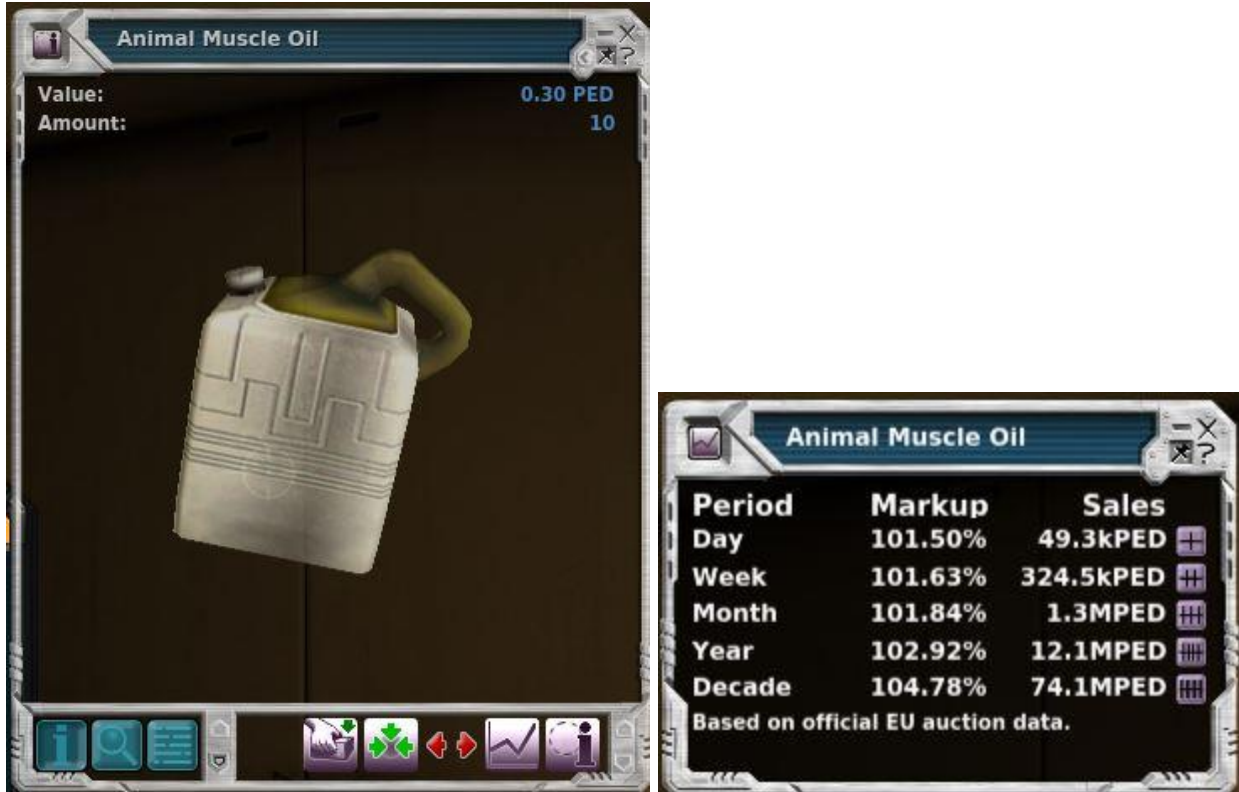 Animal Muscle Oil
Value: 0.30 PED
Amount: 10
Animal Muscle Oil
Period Markup Sales
Day 101.50% 49.3kPED
Week 101.63% 324.5kPED
Month 101.84% 1.3MPED
Year 102.92% 12.1MPED
Decade 104.78% 74.1MPED
Based on official EU auction data.